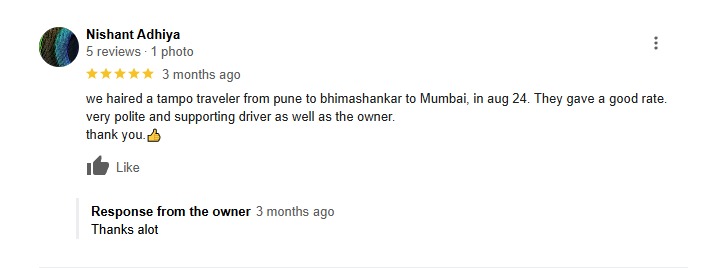 Nishant Adhiya
5 reviews · 1 photo
3 months ago
we haired a tampo traveler from pune to bhimashankar to Mumbai, in aug 24. They gave a good rate.
very polite and supporting driver as well as the owner.
thank you.👍
Like
Response from the owner 3 months ago
Thanks alot